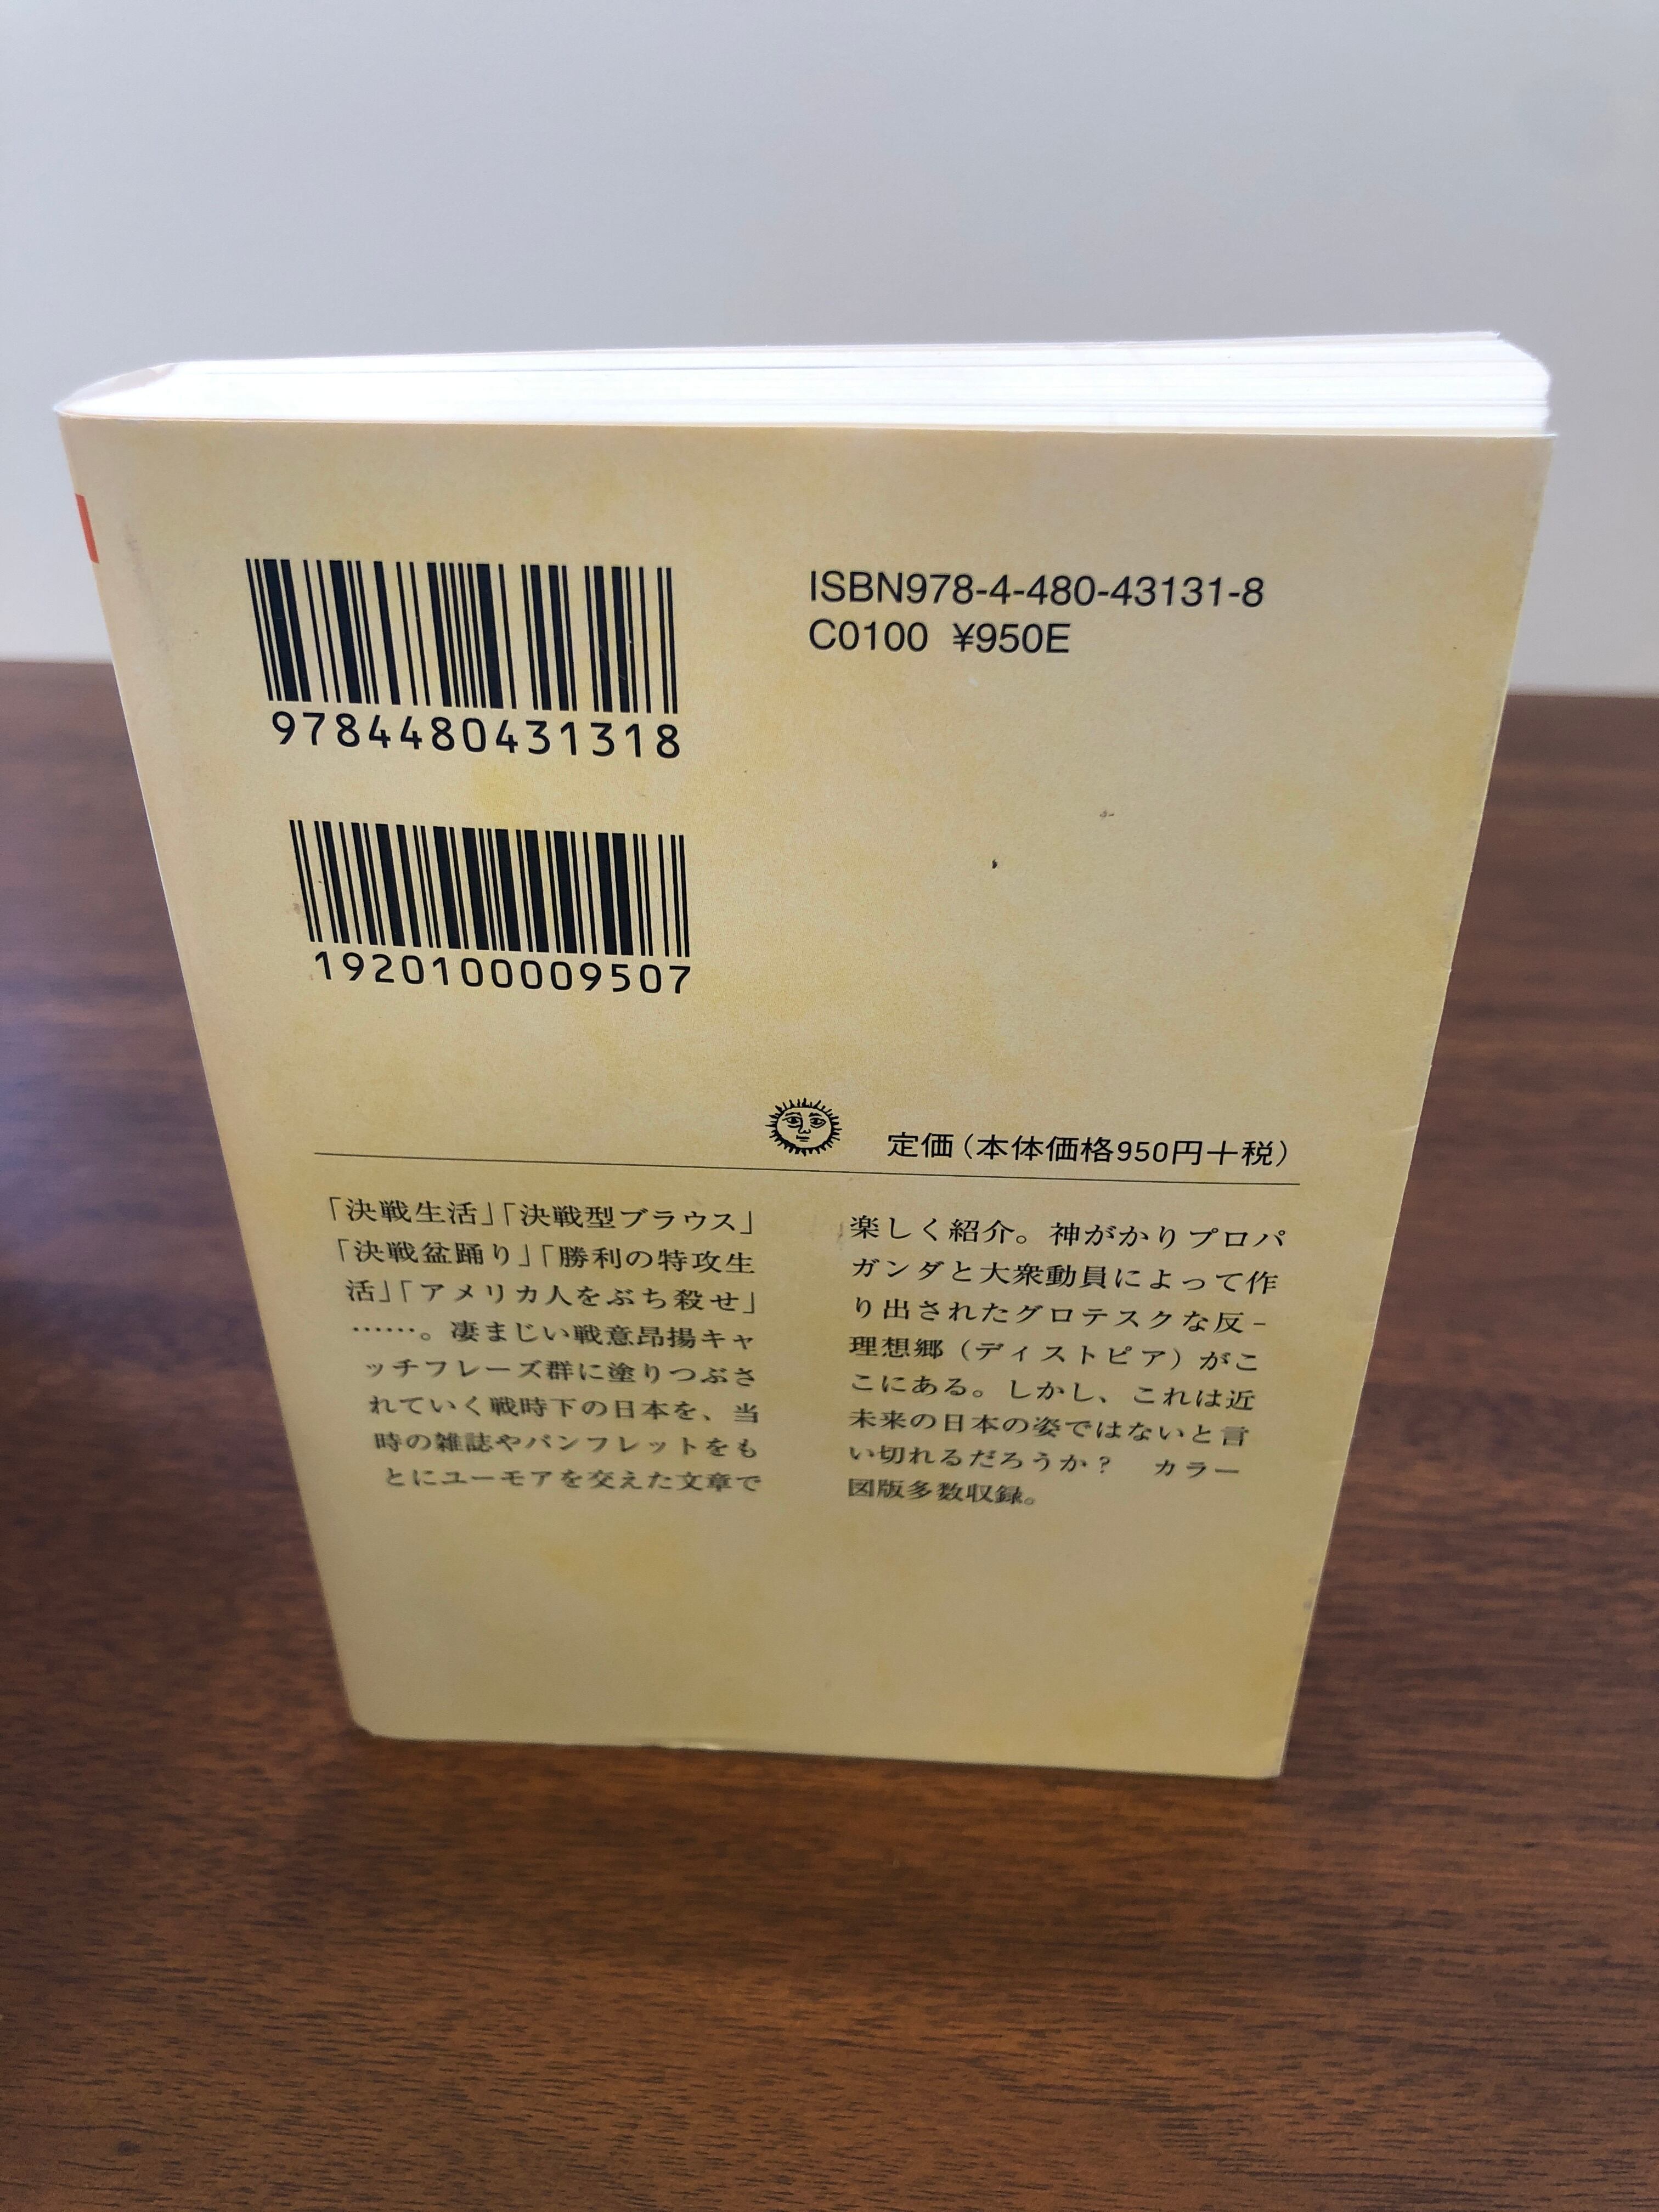 9784480431318
ISBN978-4-480-43131-8
C0100 ¥950E
1920100009507
定価(本体価格950円+税)
「決戦生活」「決戦型ブラウス」
「決戦盆踊り」「勝利の特攻生
活」「アメリカ人をぶち殺せ」
……。凄まじい戦意昂揚キャ
ッチフレーズ群に塗りつぶさ
れていく戦時下の日本を、当
時の雑誌やパンフレットをも
とにユーモアを交えた文章で
楽しく紹介。神がかりプロパ
ガンダと大衆動員によって作
り出されたグロテスクな反-
理想郷(ディストピア)がこ
こにある。しかし、これは近
未来の日本の姿ではないと言
い切れるだろうか? カラー
図版多数収録。